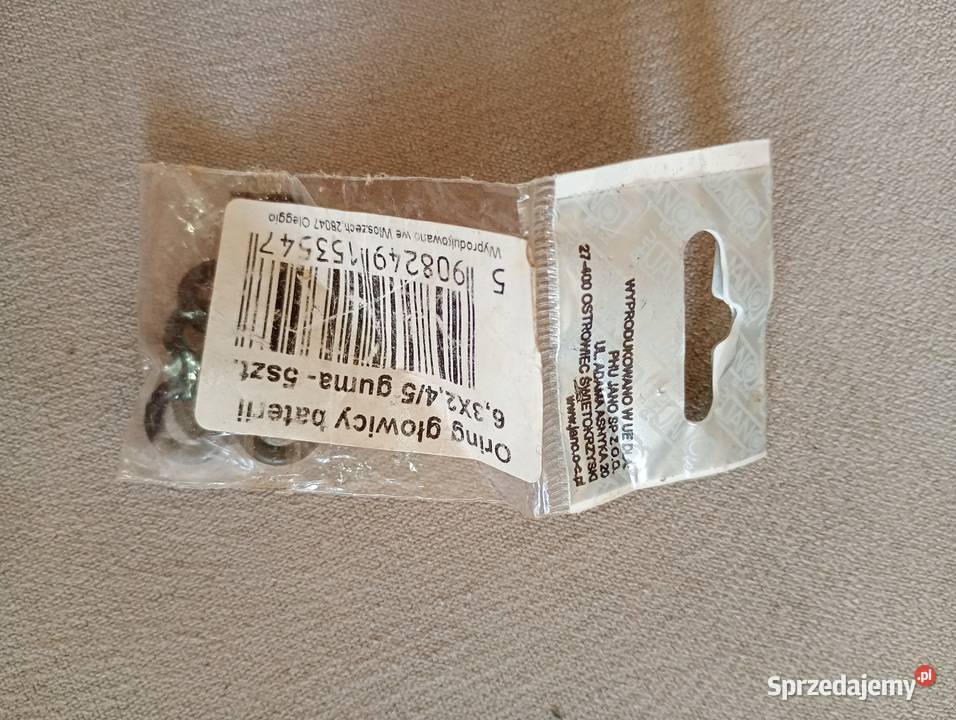 Oring głowicy baterii
6,3X2,4/5 guma - 5szt.
5 908249 153547
Wyprodukowano we Włoszech,28047 Oleggio
WYPRODUKOWANO W UE DLA
PHU JANO SP. Z O.O.
UL. ADAMA ASNYKA 20
27-400 OSTROWIEC ŚWIĘTOKRZYSKI
www.jano.o-c.pl
JANO
Sprzedajemy.pl